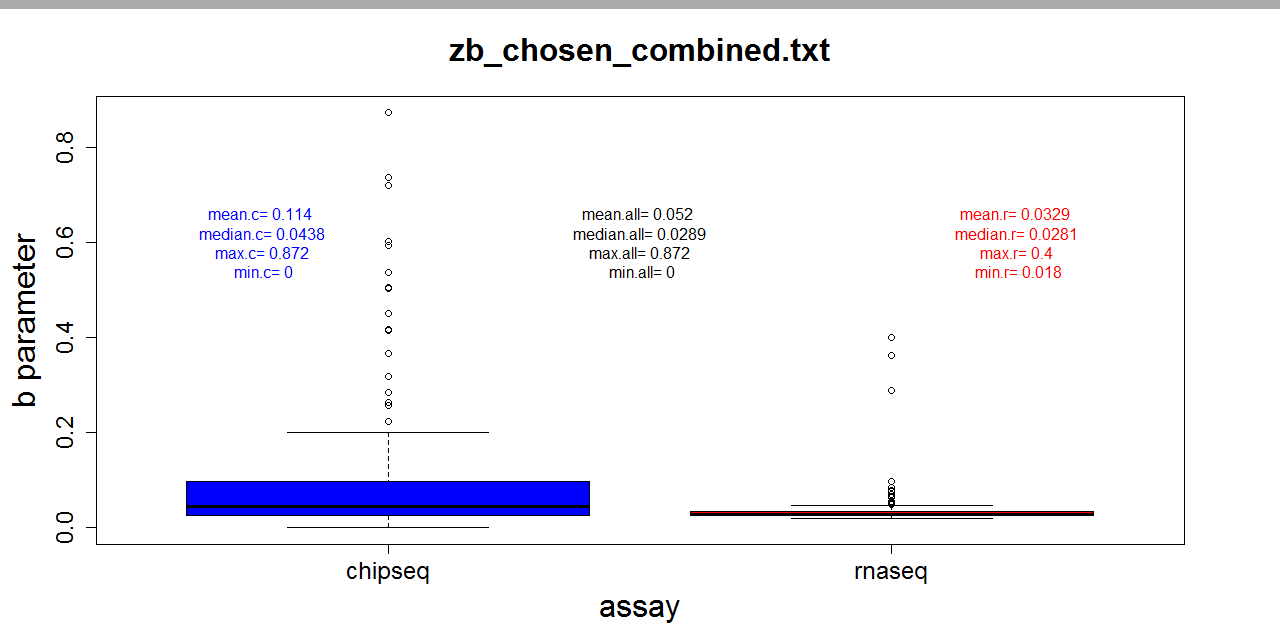 zb_chosen_combined.txt
0.8
0.6
0.4
0.2
0.0
b parameter
mean.c= 0.114
median.c= 0.0438
max.c= 0.872
min.c= 0
mean.all= 0.052
median.all= 0.0289
max.all= 0.872
min.all= 0
mean.r= 0.0329
median.r= 0.0281
max.r= 0.4
min.r= 0.018
chipseq
rnaseq
assay